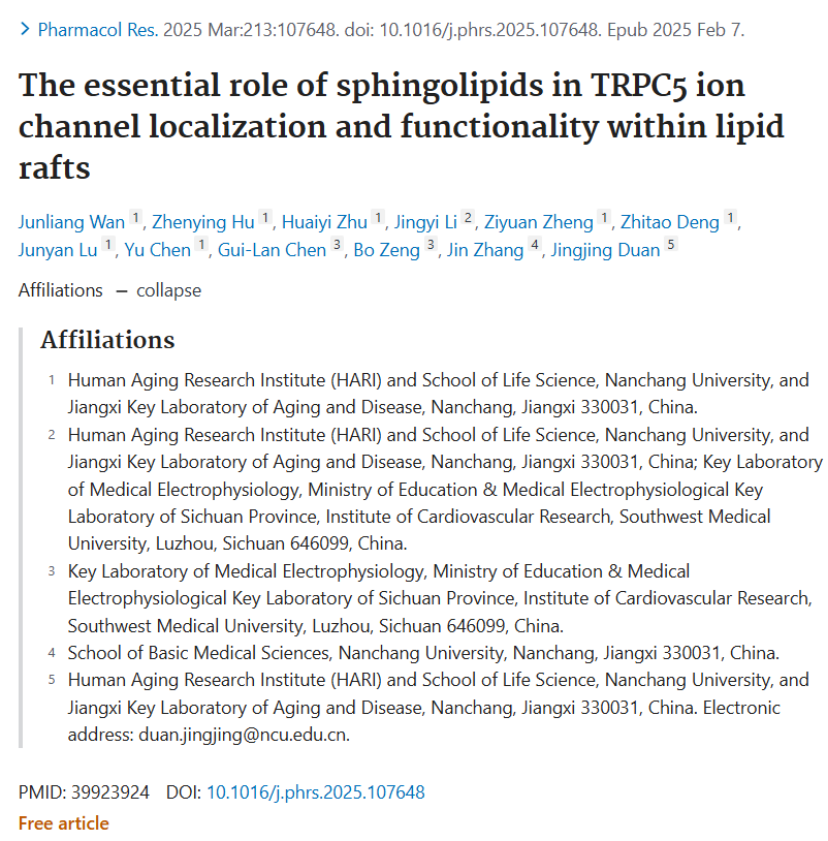 Pharmacol Res. 2025 Mar:213:107648. doi: 10.1016/j.phrs.2025.107648. Epub 2025 Feb 7.
The essential role of sphingolipids in TRPC5 ion
channel localization and functionality within lipid
rafts
Junliang Wan 1, Zhenying Hu 1, Huaiyi Zhu 1, Jingyi Li 2, Ziyuan Zheng 1, Zhitao Deng 1,
Junyan Lu 1, Yu Chen 1, Gui-Lan Chen 3, Bo Zeng 3, Jin Zhang 4, Jingjing Duan 5
Affiliations – collapse
Affiliations
1 Human Aging Research Institute (HARI) and School of Life Science, Nanchang University, and
Jiangxi Key Laboratory of Aging and Disease, Nanchang, Jiangxi 330031, China.
2 Human Aging Research Institute (HARI) and School of Life Science, Nanchang University, and
Jiangxi Key Laboratory of Aging and Disease, Nanchang, Jiangxi 330031, China; Key Laboratory
of Medical Electrophysiology, Ministry of Education & Medical Electrophysiological Key
Laboratory of Sichuan Province, Institute of Cardiovascular Research, Southwest Medical
University, Luzhou, Sichuan 646099, China.
3 Key Laboratory of Medical Electrophysiology, Ministry of Education & Medical
Electrophysiological Key Laboratory of Sichuan Province, Institute of Cardiovascular Research,
Southwest Medical University, Luzhou, Sichuan 646099, China.
4 School of Basic Medical Sciences, Nanchang University, Nanchang, Jiangxi 330031, China.
5 Human Aging Research Institute (HARI) and School of Life Science, Nanchang University, and
Jiangxi Key Laboratory of Aging and Disease, Nanchang, Jiangxi 330031, China. Electronic
address: duan.jingjing@ncu.edu.cn.
PMID: 39923924 DOI: 10.1016/j.phrs.2025.107648
Free article